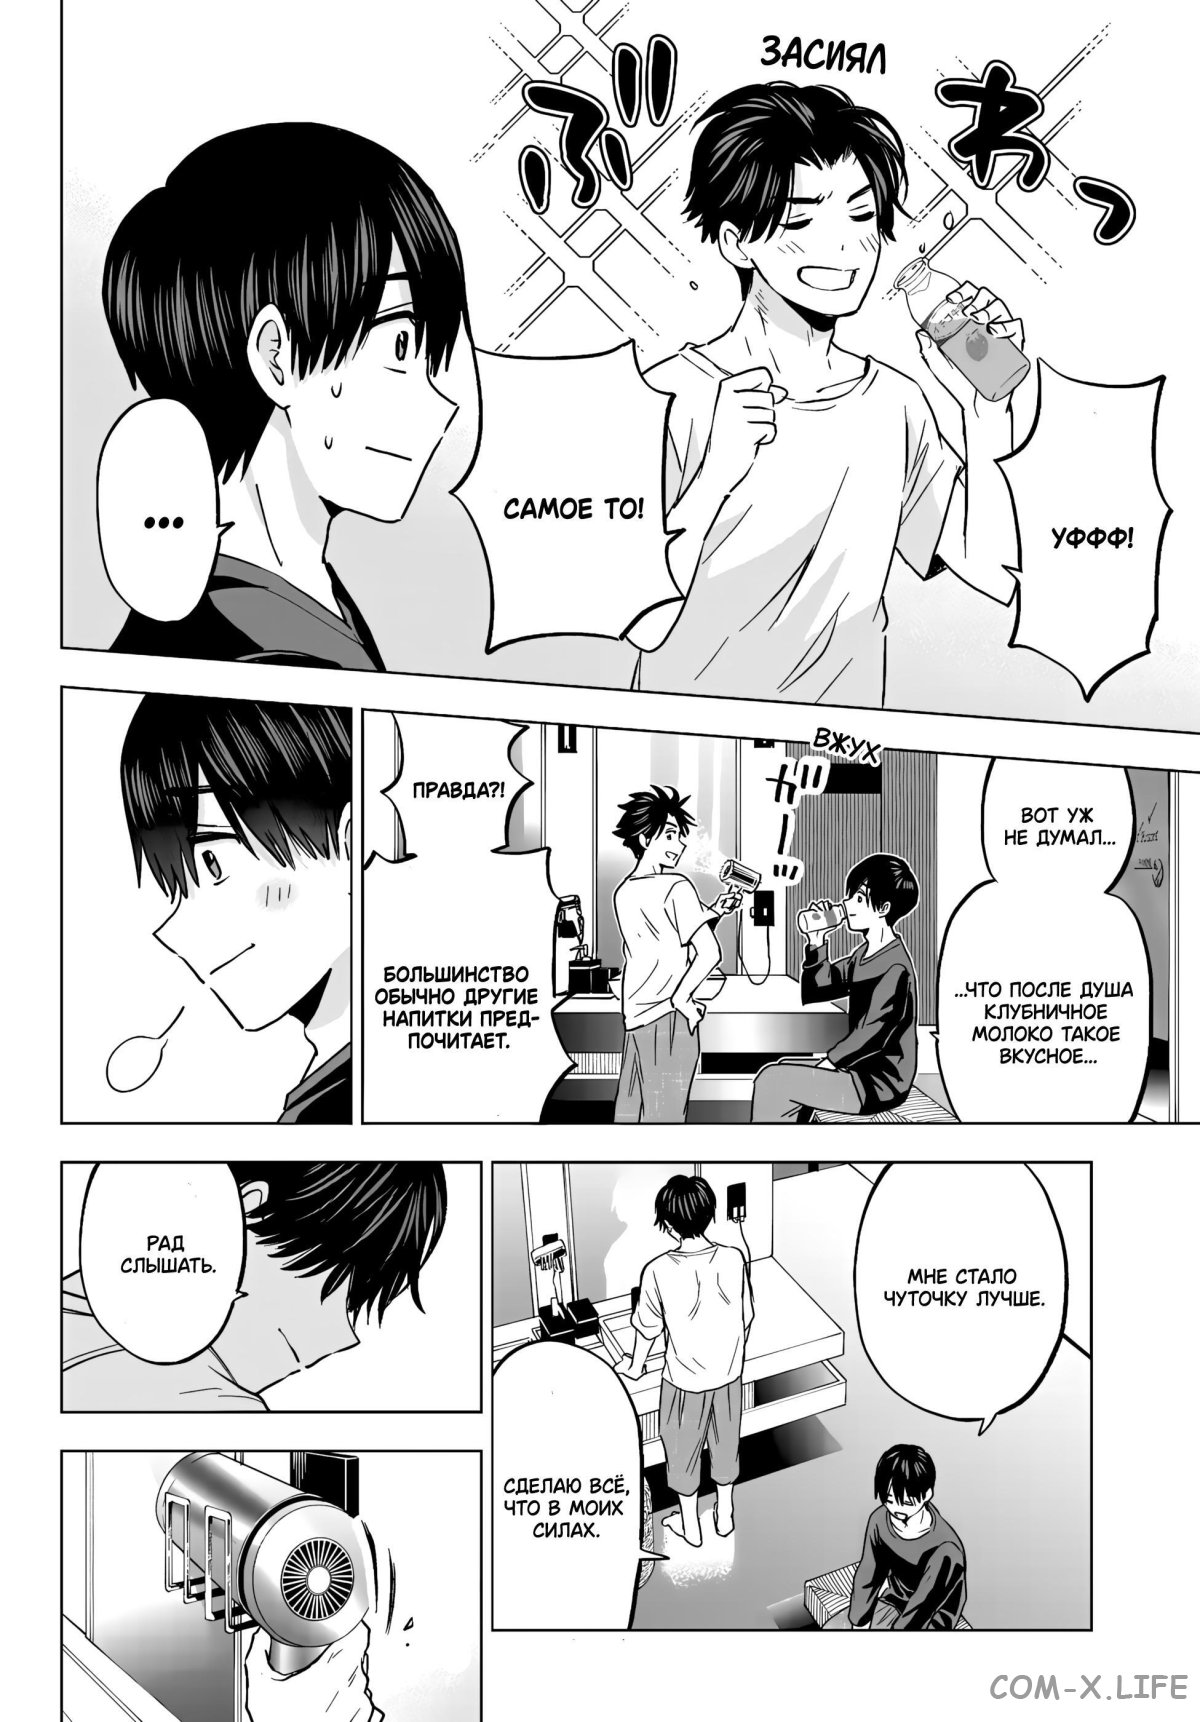 ЗАСИЯЛ
わっ
ぶ
УФФФ!
САМОЕ ТО!
...
ВОТ УЖ
НЕ ДУМАЛ...
...ЧТО ПОСЛЕ ДУША
КЛУБНИЧНОЕ
МОЛОКО ТАКОЕ
ВКУСНОЕ...
ВЖУХ
ПРАВДА?!
БОЛЬШИНСТВО
ОБЫЧНО ДРУГИЕ
НАПИТКИ ПРЕД-
ПОЧИТАЕТ.
МНЕ СТАЛО
ЧУТОЧКУ ЛУЧШЕ.
СДЕЛАЮ ВСЁ,
ЧТО В МОИХ
СИЛАХ.
РАД
СЛЫШАТЬ.
COM-X.LIFE